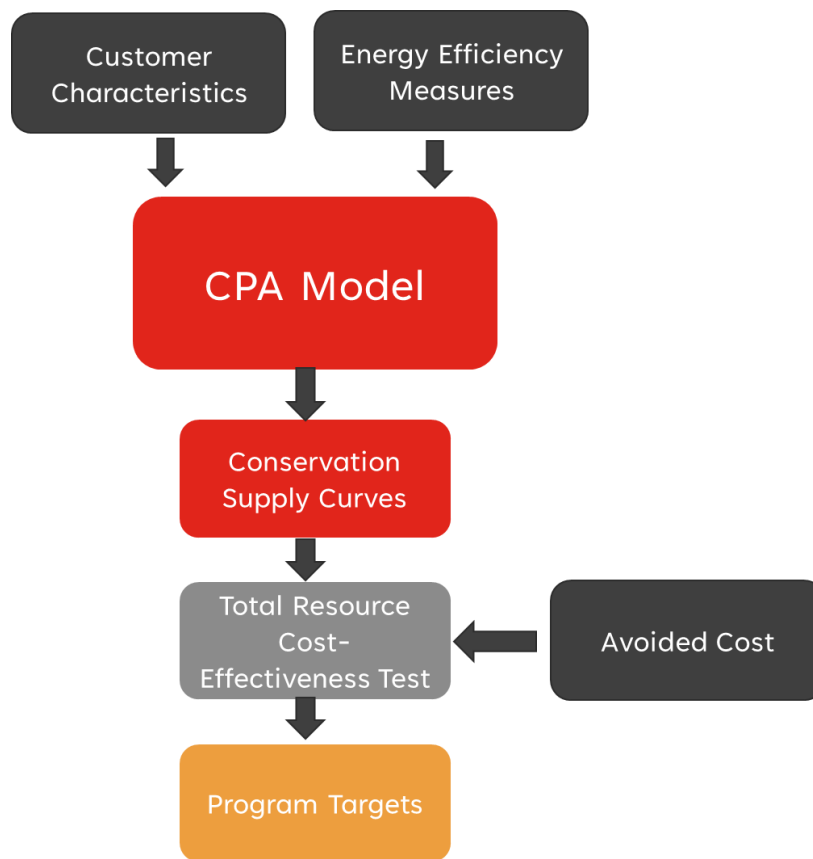 Customer
Characteristics
Energy Efficiency
Measures
CPA Model
Conservation
Supply Curves
Total Resource
Cost-
Effectiveness Test
Avoided Cost
Program Targets